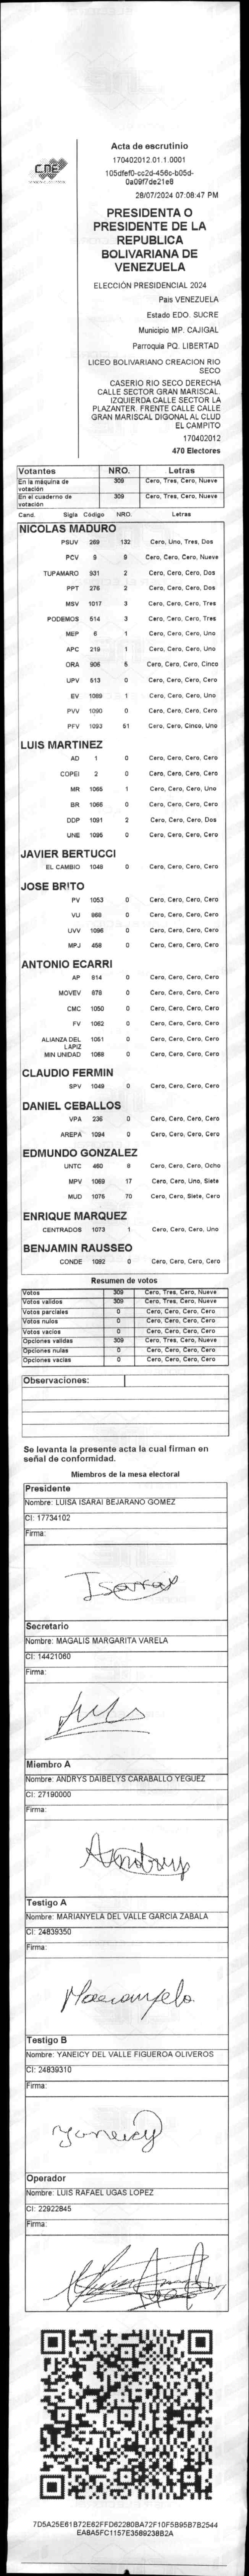 Acta de escrutinio
170402012.01.1.0001
105dfef0-cc2d-456c-b05d-
0a09f7de21e8
28/07/2024 07:08:47 PM
PRESIDENTA O
PRESIDENTE DE LA
REPUBLICA
BOLIVARIANA DE
VENEZUELA
CNE
ELECCIÓN PRESIDENCIAL 2024
Pais VENEZUELA
Estado EDO. SUCRE
Municipio MP. CAJIGAL
Parroquia PQ. LIBERTAD
LICEO BOLIVARIANO CREACION RIO
SECO
CASERIO RIO SECO DERECHA
CALLE SECTOR GRAN MARISCAL.
IZQUIERDA CALLE SECTOR LA
PLAZANTER. FRENTE CALLE CALLE
GRAN MARISCAL DIGONAL AL CLUD
EL CAMPITO
170402012
470 Electores
Votantes NRO. Letras
En la máquina de votación 309 Cero, Tres, Cero, Nueve
En el cuaderno de votación 309 Cero, Tres, Cero, Nueve
Cand. Sigla Código NRO. Letras
NICOLAS MADURO
PSUV 269 132 Cero, Uno, Tres, Dos
PCV 9 9 Cero, Cero, Cero, Nueve
TUPAMARO 931 2 Cero, Cero, Cero, Dos
PPT 276 2 Cero, Cero, Cero, Dos
MSV 1017 3 Cero, Cero, Cero, Tres
PODEMOS 514 3 Cero, Cero, Cero, Tres
MEP 6 1 Cero, Cero, Cero, Uno
APC 219 1 Cero, Cero, Cero, Uno
ORA 906 5 Cero, Cero, Cero, Cinco
UPV 513 0 Cero, Cero, Cero, Cero
EV 1089 1 Cero, Cero, Cero, Uno
PVV 1090 0 Cero, Cero, Cero, Cero
PFV 1093 51 Cero, Cero, Cinco, Uno
LUIS MARTINEZ
AD 1 0 Cero, Cero, Cero, Cero
COPEI 2 0 Cero, Cero, Cero, Cero
MR 1065 1 Cero, Cero, Cero, Uno
BR 1066 0 Cero, Cero, Cero, Cero
DDP 1091 2 Cero, Cero, Cero, Dos
UNE 1095 0 Cero, Cero, Cero, Cero
JAVIER BERTUCCI
EL CAMBIO 1048 0 Cero, Cero, Cero, Cero
JOSE BRITO
PV 1053 0 Cero, Cero, Cero, Cero
VU 868 0 Cero, Cero, Cero, Cero
UVV 1096 0 Cero, Cero, Cero, Cero
MPJ 458 0 Cero, Cero, Cero, Cero
ANTONIO ECARRI
AP 814 0 Cero, Cero, Cero, Cero
MOVEV 878 0 Cero, Cero, Cero, Cero
CMC 1050 0 Cero, Cero, Cero, Cero
FV 1062 0 Cero, Cero, Cero, Cero
ALIANZA DEL LAPIZ 1051 0 Cero, Cero, Cero, Cero
MIN UNIDAD 1068 0 Cero, Cero, Cero, Cero
CLAUDIO FERMIN
SPV 1049 0 Cero, Cero, Cero, Cero
DANIEL CEBALLOS
VPA 236 0 Cero, Cero, Cero, Cero
AREPA 1094 0 Cero, Cero, Cero, Cero
EDMUNDO GONZALEZ
UNTC 460 8 Cero, Cero, Cero, Ocho
MPV 1069 17 Cero, Cero, Uno, Siete
MUD 1075 70 Cero, Cero, Siete, Cero
ENRIQUE MARQUEZ
CENTRADOS 1073 1 Cero, Cero, Cero, Uno
BENJAMIN RAUSSEO
CONDE 1092 0 Cero, Cero, Cero, Cero
Resumen de votos
Votos 309 Cero, Tres, Cero, Nueve
Votos validos 309 Cero, Tres, Cero, Nueve
Votos parciales 0 Cero, Cero, Cero, Cero
Votos nulos 0 Cero, Cero, Cero, Cero
Votos vacios 0 Cero, Cero, Cero, Cero
Opciones validas 309 Cero, Tres, Cero, Nueve
Opciones nulas 0 Cero, Cero, Cero, Cero
Opciones vacias 0 Cero, Cero, Cero, Cero
Observaciones:
Se levanta la presente acta la cual firman en
señal de conformidad.
Miembros de la mesa electoral
Presidente
Nombre: LUISA ISARAI BEJARANO GOMEZ
CI: 17734102
Firma:
Isarai
Secretario
Nombre: MAGALIS MARGARITA VARELA
CI: 14421060
Firma:
Miembro A
Nombre: ANDRYS DAIBELYS CARABALLO YEGUEZ
CI: 27190000
Firma:
Andrys
Testigo A
Nombre: MARIANYELA DEL VALLE GARCIA ZABALA
CI: 24839350
Firma:
Testigo B
Nombre: YANEICY DEL VALLE FIGUEROA OLIVEROS
CI: 24839310
Firma:
Yaneicy
Operador
Nombre: LUIS RAFAEL UGAS LOPEZ
CI: 22922845
Firma:
7D5A25E61B72E62FFD62280BA72F10F5B95B7B2544
EA8A5FC1157E3589238B2A